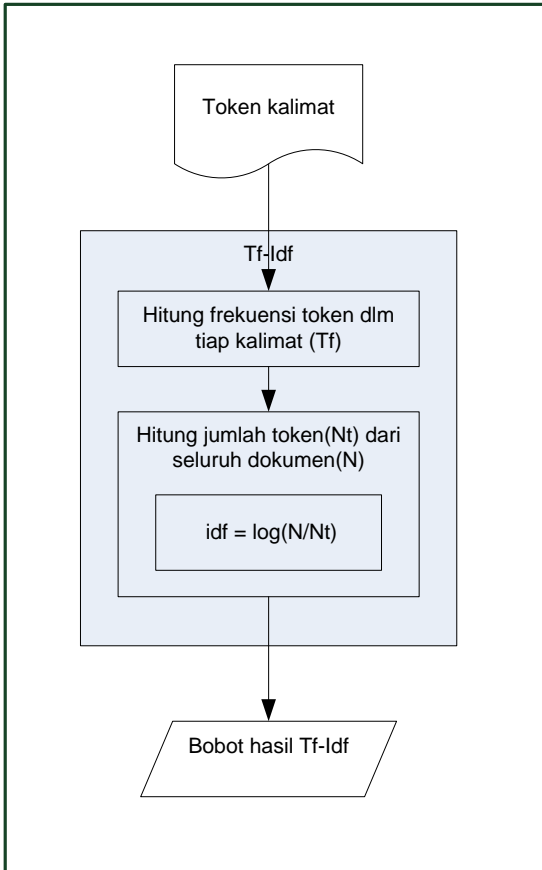 Token kalimat
Tf-Idf
Hitung frekuensi token dlm
tiap kalimat (Tf)
Hitung jumlah token(Nt) dari
seluruh dokumen(N)
idf = log(N/Nt)
Bobot hasil Tf-Idf